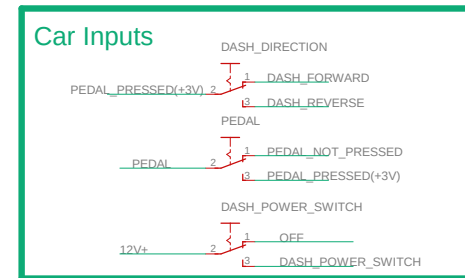 Car Inputs
DASH_DIRECTION
PEDAL_PRESSED(+3V) 2 1 DASH_FORWARD
3 DASH_REVERSE
PEDAL
PEDAL 2 1 PEDAL_NOT_PRESSED
3 PEDAL_PRESSED(+3V)
DASH_POWER_SWITCH
12V+ 2 1 OFF
3 DASH_POWER_SWITCH